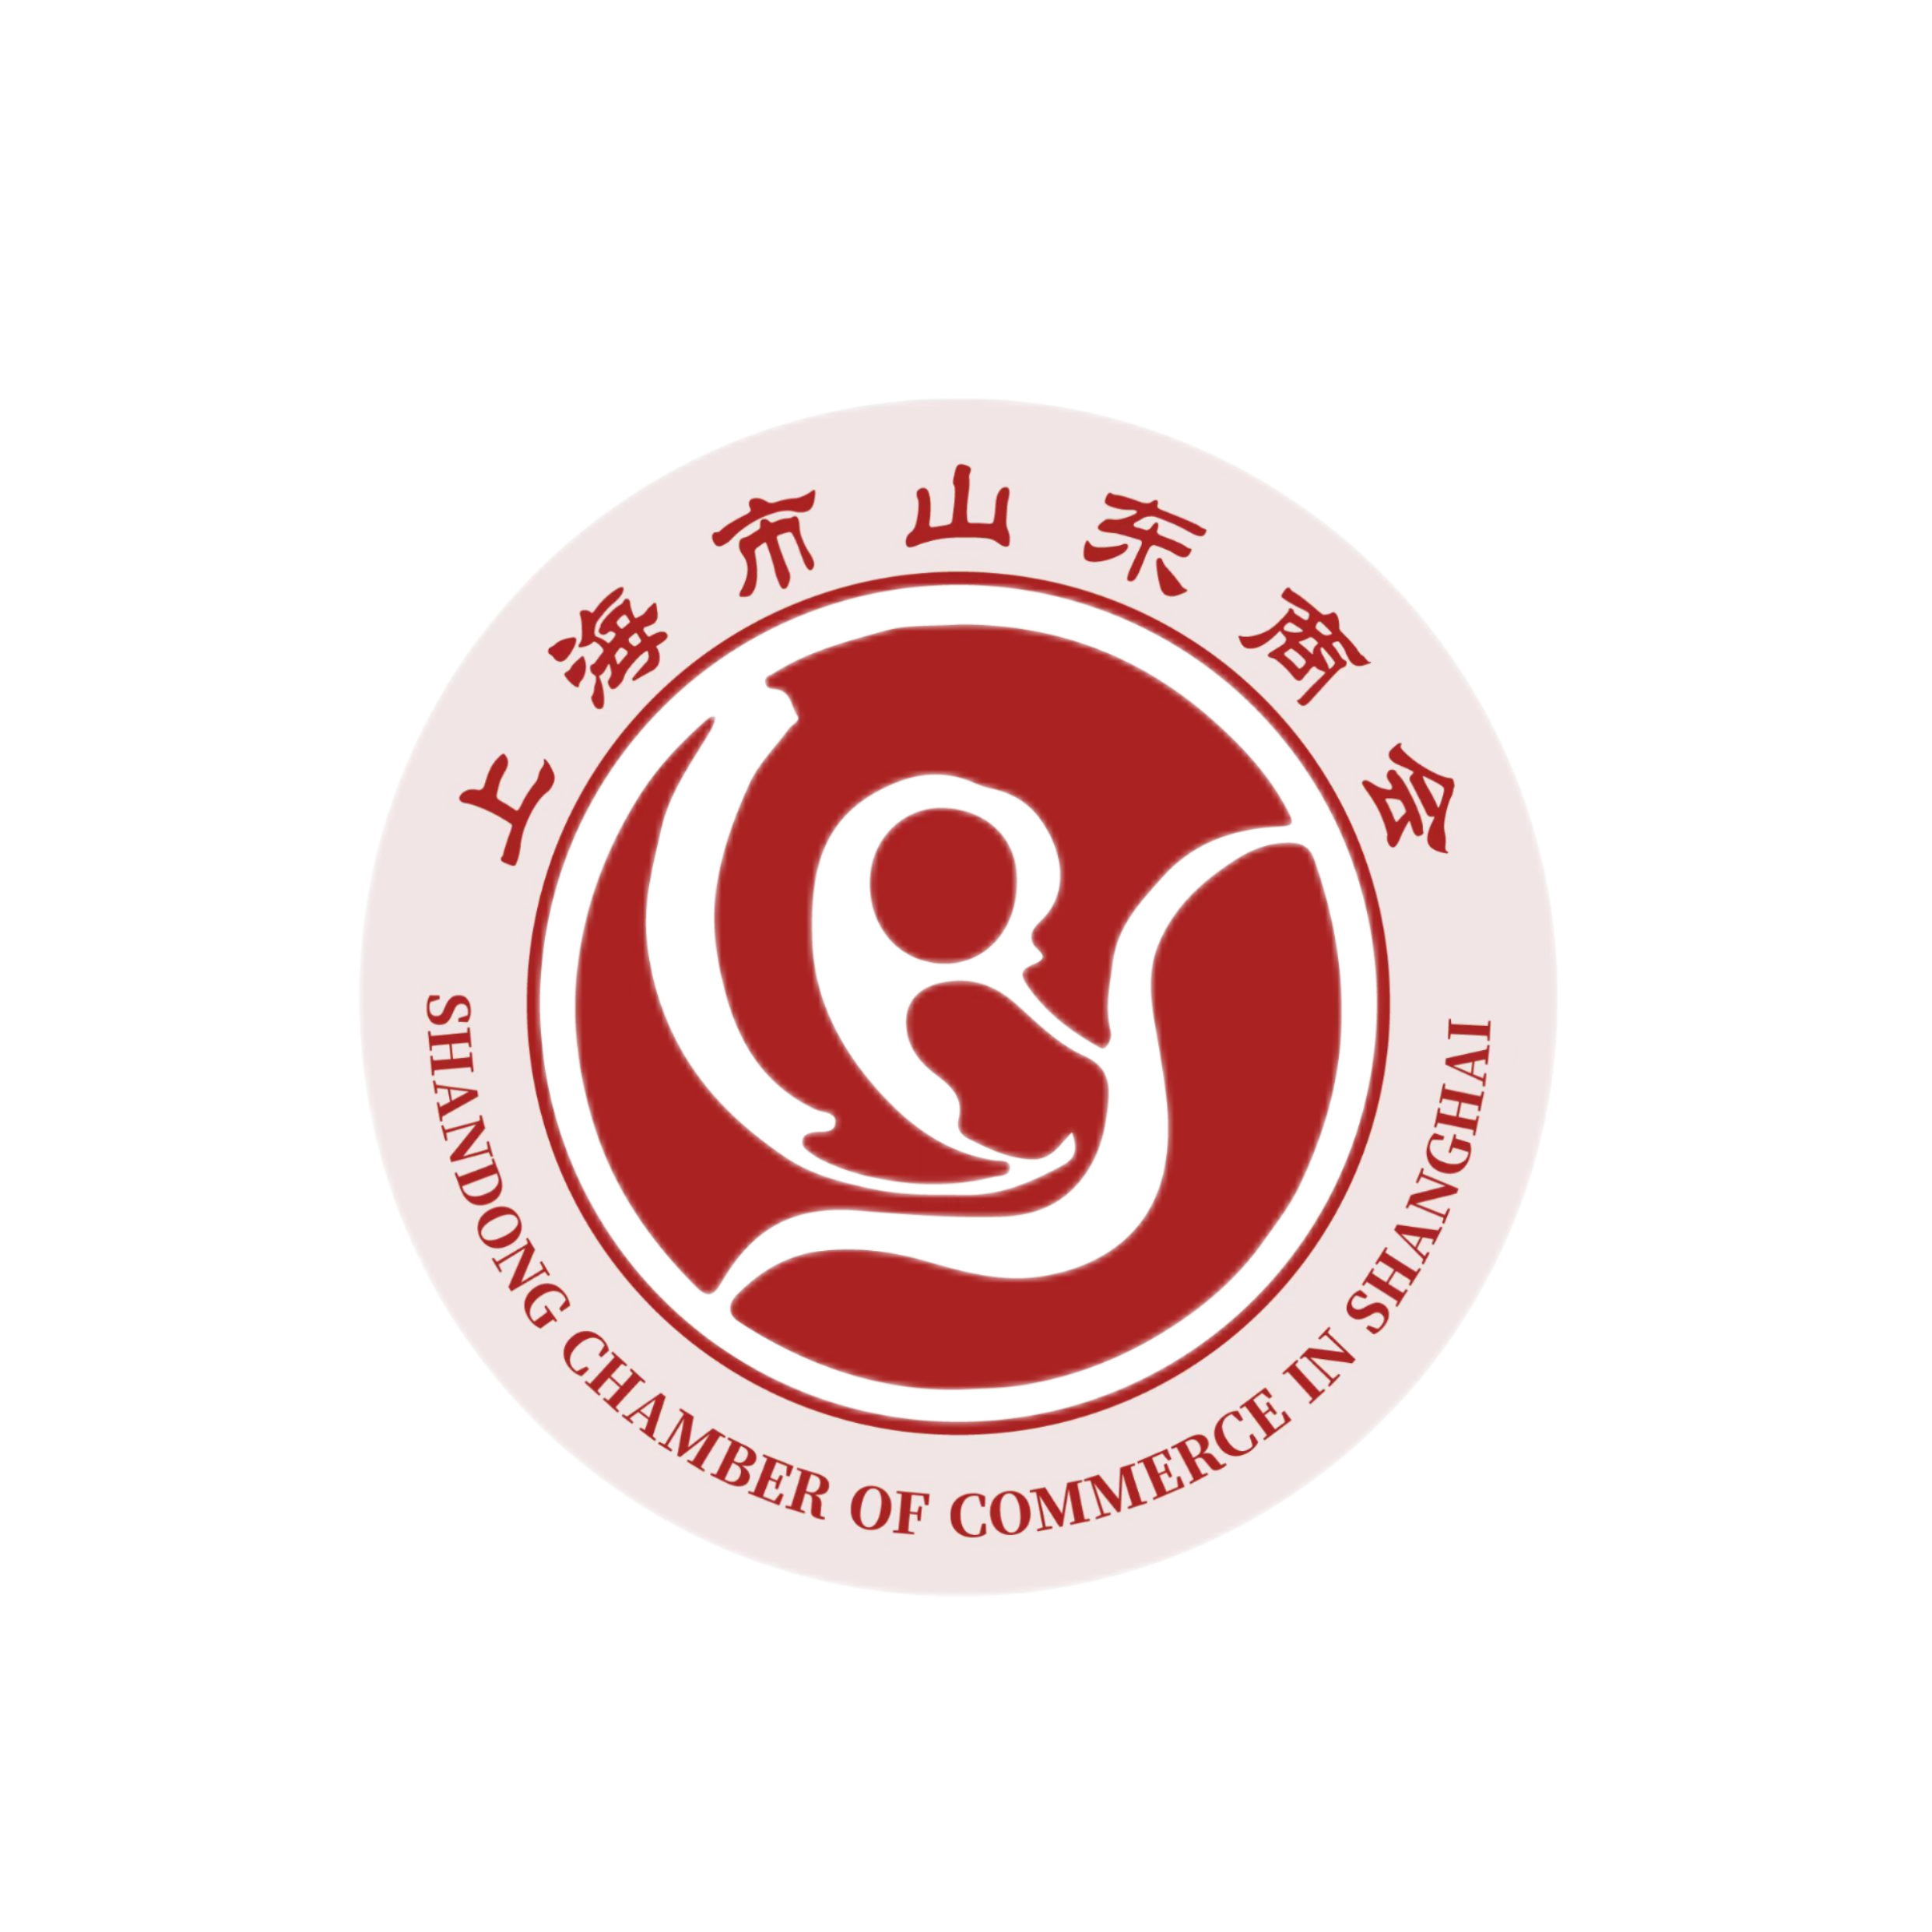 上海市山东商会
SHANDONG CHAMBER OF COMMERCE IN SHANGHAI